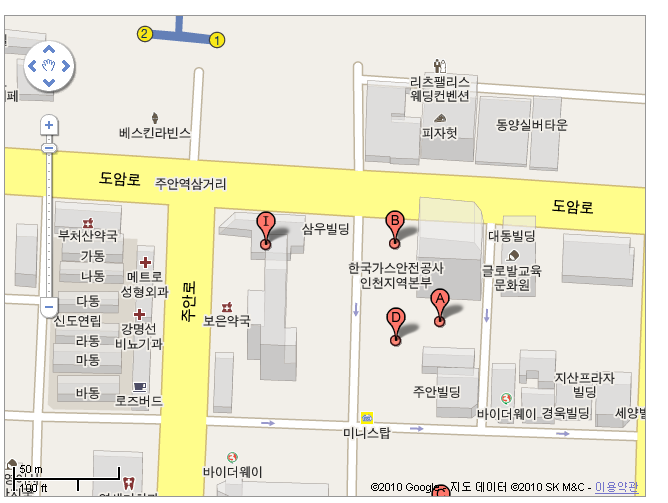 2
1
리츠팰리스
웨딩컨벤션
페
베스킨라빈스
피자헛
동양실버타운
도암로
주안역삼거리
도암로
부처산약국
가동
나동
다동
신도연립
라동
마동
바동
메트로
성형외과
강명선
비뇨기과
로즈버드
주안로
I
삼우빌딩
보은약국
B
한국가스안전공사
인천지역본부
A
D
대동빌딩
글로발교육
문화원
주안빌딩
지산프라자
빌딩
바이더웨이
경욱빌딩
세양빌
미니스탑
바이더웨이
50 m
100 ft
©2010 Google - 지도 데이터 ©2010 SK M&C - 이용약관